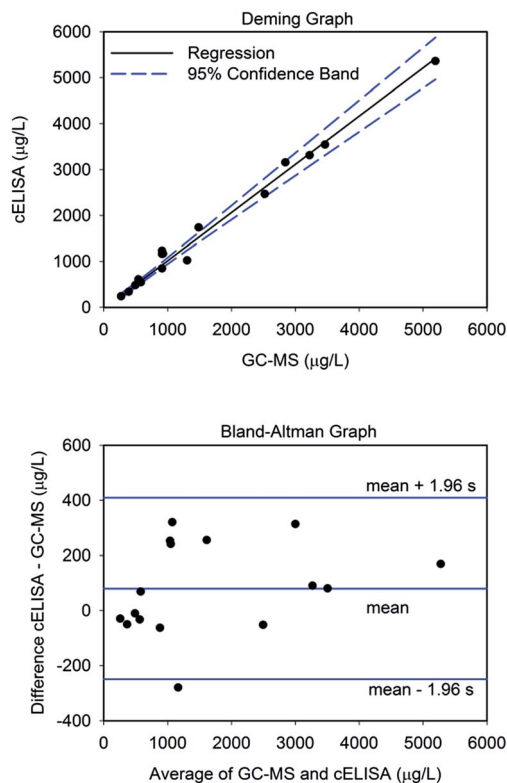 Deming Graph
6000
5000
4000
3000
2000
1000
0
cELISA (μg/L)
Regression
95% Confidence Band
0 1000 2000 3000 4000 5000 6000
GC-MS (μg/L)
Bland-Altman Graph
600
400
200
0
-200
-400
Difference cELISA - GC-MS (μg/L)
mean + 1.96 s
mean
mean - 1.96 s
0 1000 2000 3000 4000 5000 6000
Average of GC-MS and cELISA (μg/L)